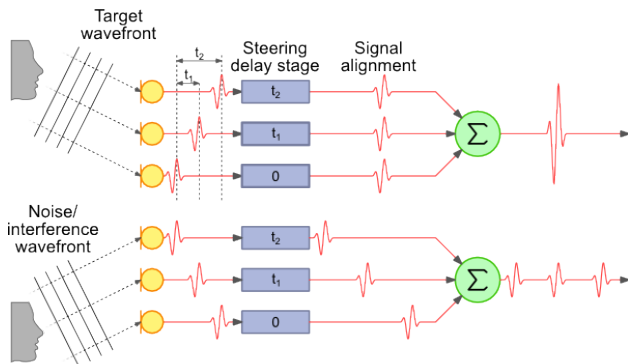 Target
wavefront
t2
t1
Steering
delay stage
Signal
alignment
t2
t1
0
Σ
Noise/
interference
wavefront
t2
t1
0
Σ